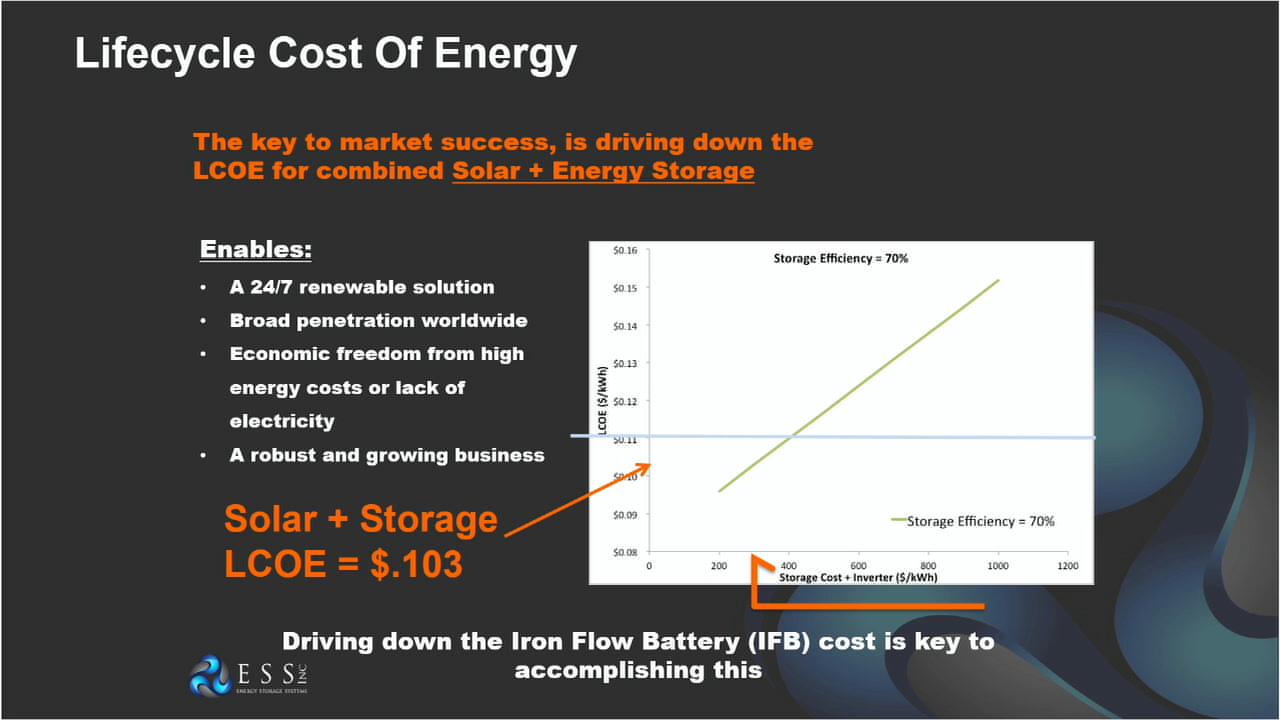 Lifecycle Cost Of Energy
The key to market success, is driving down the
LCOE for combined Solar + Energy Storage
Enables:
• A 24/7 renewable solution
• Broad penetration worldwide
• Economic freedom from high
energy costs or lack of
electricity
• A robust and growing business
Solar + Storage
LCOE = $.103
Storage Efficiency = 70%
LCOE ($/kWh)
$0.16
$0.15
$0.14
$0.13
$0.12
$0.11
$0.10
$0.09
$0.08
Storage Efficiency = 70%
0 200 400 600 800 1000 1200
Storage Cost + Inverter ($/kWh)
Driving down the Iron Flow Battery (IFB) cost is key to
accomplishing this
ESS INC
ENERGY STORAGE SYSTEMS